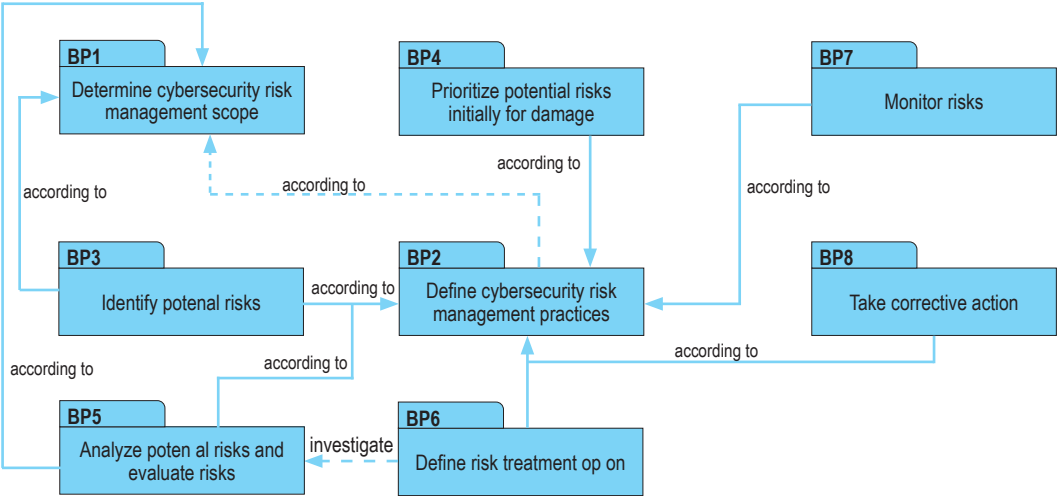 BP1
Determine cybersecurity risk
management scope
BP4
Prioritize potential risks
initially for damage
BP7
Monitor risks
according to
according to
according to
according to
BP3
Identify potenal risks
according to
BP2
Define cybersecurity risk
management practices
BP8
Take corrective action
according to
according to
according to
BP5
Analyze poten al risks and
evaluate risks
investigate
BP6
Define risk treatment op on